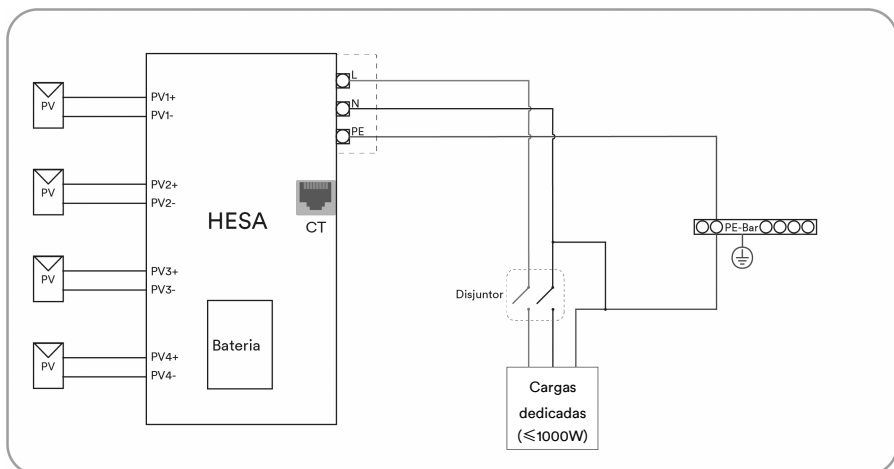 PV
PV1+
PV1-
PV
PV2+
PV2-
PV
PV3+
PV3-
PV
PV4+
PV4-
HESA
Bateria
CT
L
N
PE
PE-Bar
Disjuntor
Cargas
dedicadas
(⩽1000W)